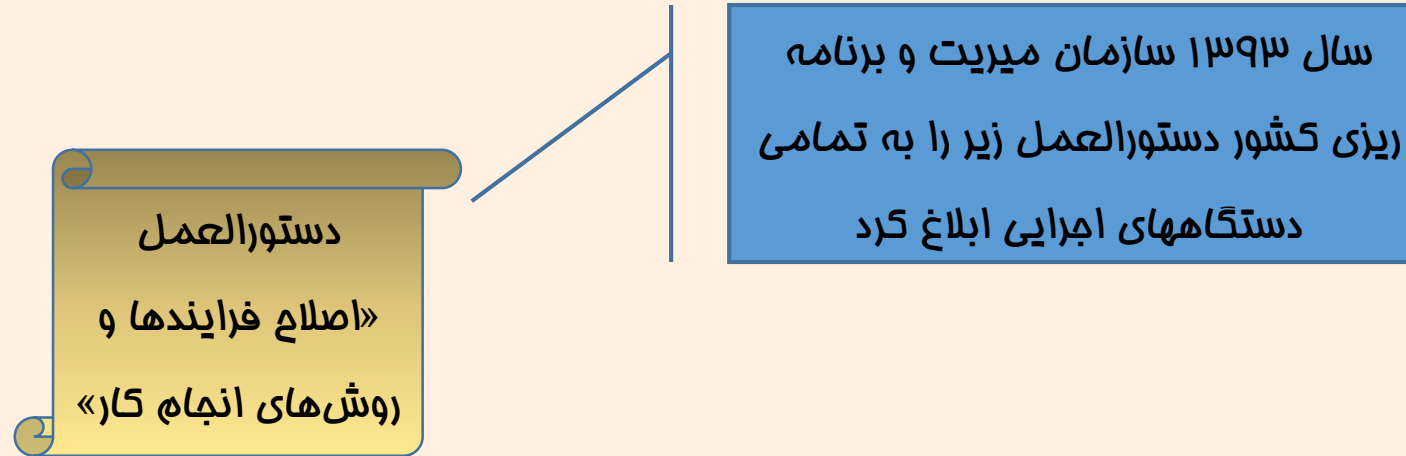 سال ۱۳۹۳ سازمان میریت و برنامه
ریزی کشور دستورالعمل زیر را به تمامی
دستگاههای اجرایی ابلاغ کرد
دستورالعمل
«اصلاح فرایندها و
روش‌های انجام کار»